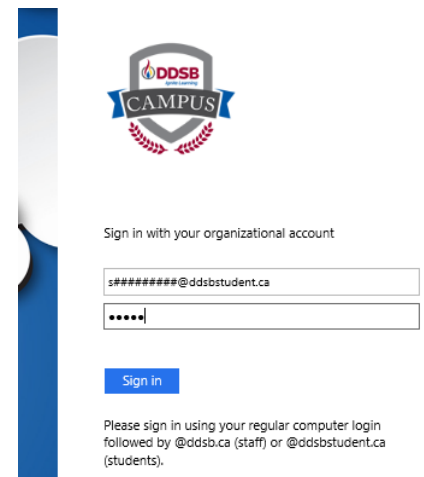 DDSB
Ignite Learning
CAMPUS
Sign in with your organizational account
s#########@ddsbstudent.ca
•••••
Sign in
Please sign in using your regular computer login
followed by @ddsb.ca (staff) or @ddsbstudent.ca
(students).